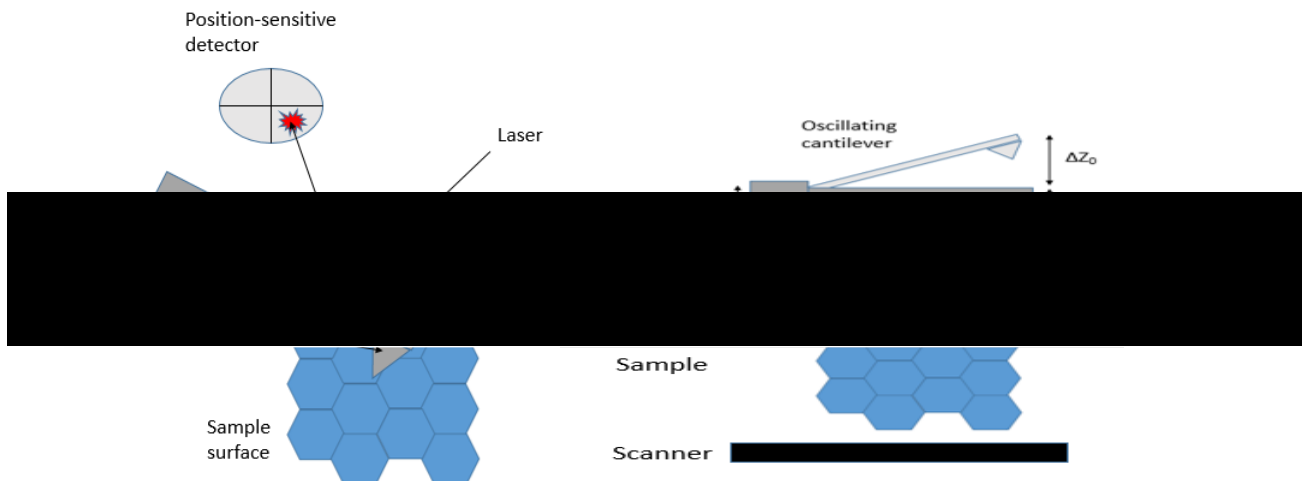 Position-sensitive
detector
Laser
Oscillating
cantilever
ΔZ₀
Sample
Sample
surface
Scanner